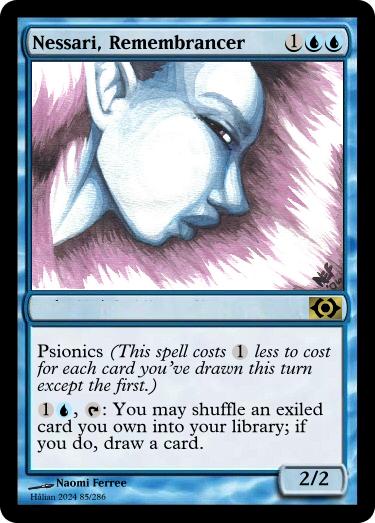 Nessari, Remembrancer 1
Psionics (This spell costs 1 less to cost
for each card you've drawn this turn
except the first.)
1, : You may shuffle an exiled
card you own into your library; if
you do, draw a card.
2/2
Naomi Ferree
Hálian 2024 85/286